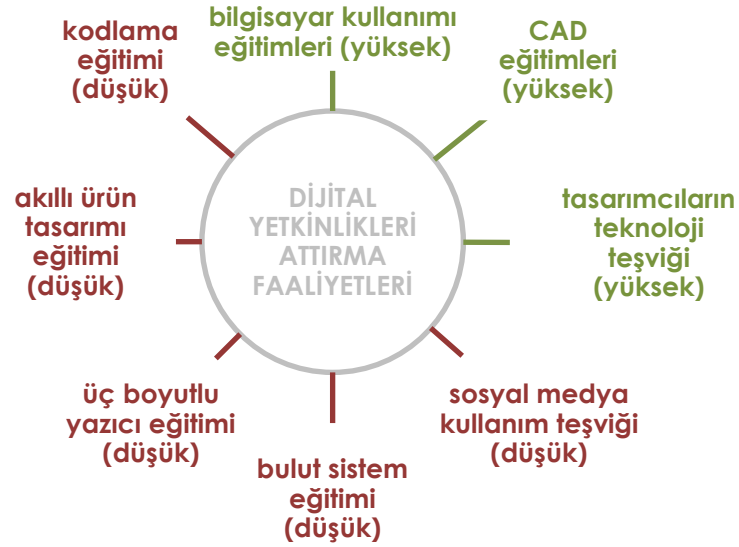 kodlama
eğitimi
(düşük)
bilgisayar kullanımı
eğitimleri (yüksek)
CAD
eğitimleri
(yüksek)
akıllı ürün
tasarımı
eğitimi
(düşük)
DİJİTAL
YETKİNLİKLERİ
ATTIRMA
FAALİYETLERİ
tasarımcıların
teknoloji
teşviği
(yüksek)
üç boyutlu
yazıcı eğitimi
(düşük)
bulut sistem
eğitimi
(düşük)
sosyal medya
kullanım teşviği
(düşük)